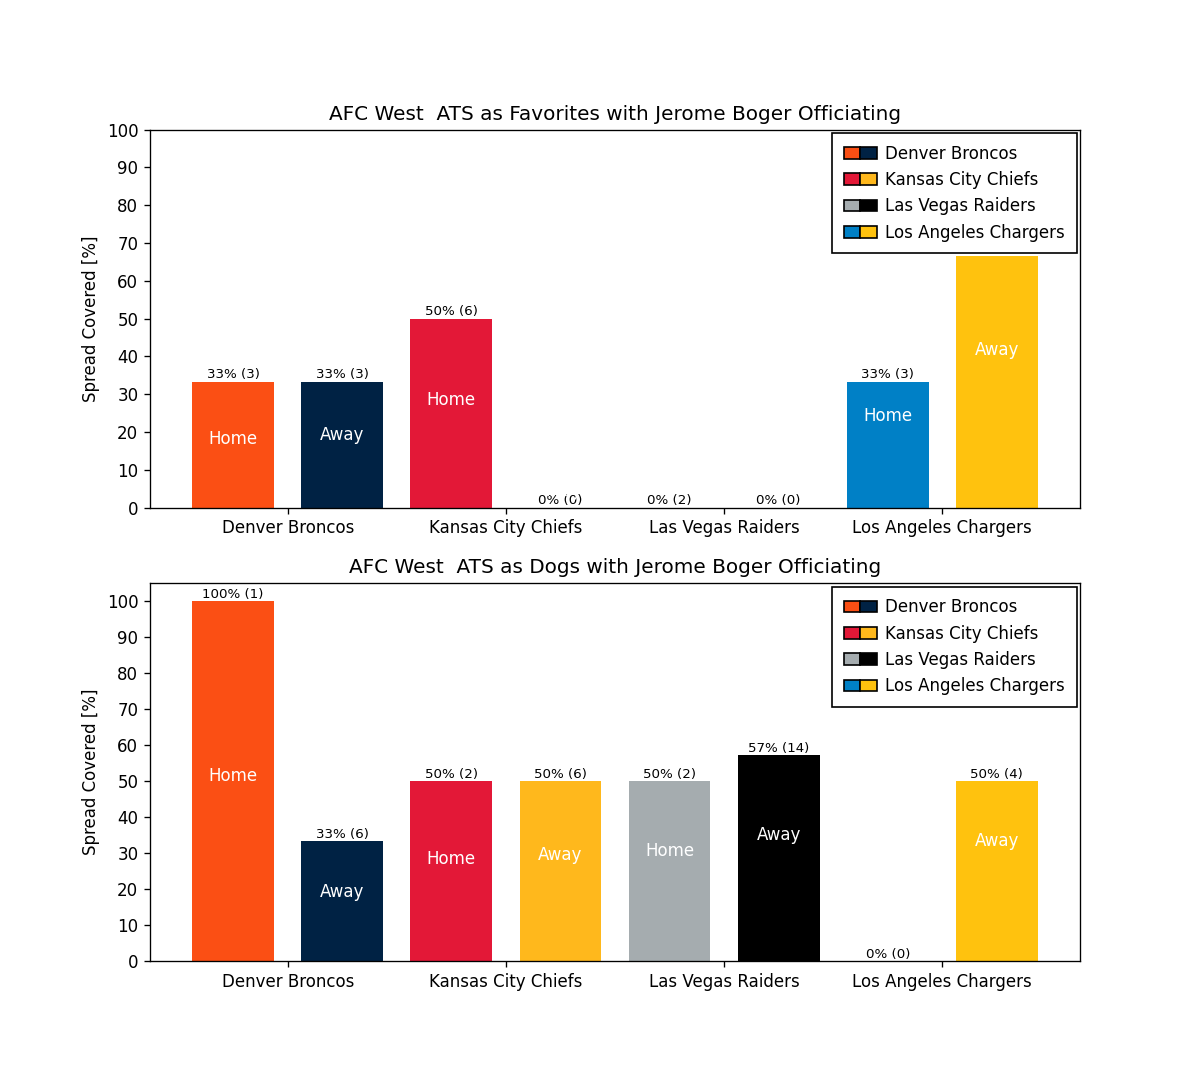 AFC West  ATS as Favorites with Jerome Boger Officiating
Spread Covered [%]
100
90
80
70
60
50
40
30
20
10
0
Denver Broncos
Kansas City Chiefs
Las Vegas Raiders
Los Angeles Chargers
33% (3)
Home
33% (3)
Away
50% (6)
Home
0%
0% (2)
0% (0)
33% (3)
Home
Away
Denver Broncos
Kansas City Chiefs
Las Vegas Raiders
Los Angeles Chargers
AFC West  ATS as Dogs with Jerome Boger Officiating
Spread Covered [%]
100
90
80
70
60
50
40
30
20
10
0
Denver Broncos
Kansas City Chiefs
Las Vegas Raiders
Los Angeles Chargers
100% (1)
Home
33% (6)
Away
50% (2)
Home
50% (6)
Away
50% (2)
Home
57% (14)
Away
0% (0)
50% (4)
Away
Denver Broncos
Kansas City Chiefs
Las Vegas Raiders
Los Angeles Chargers